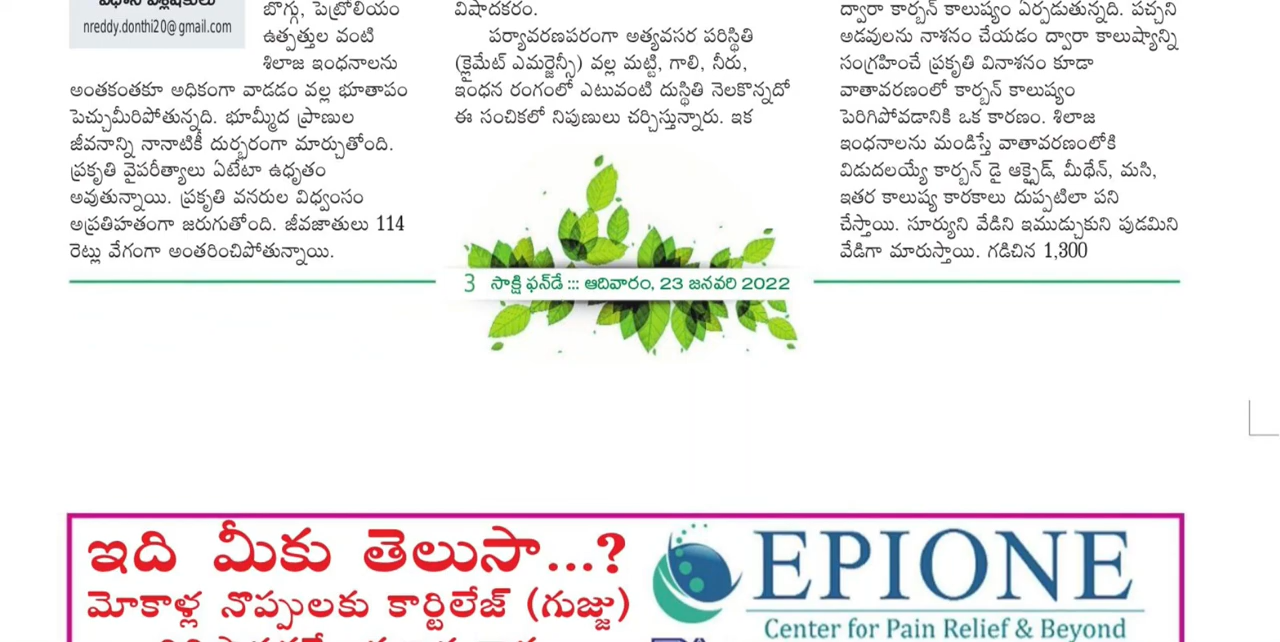 విధాన విశ్లేషకులు
nreddy.donthi20@gmail.com
బొగ్గు, పెట్రోలియం
ఉత్పత్తుల వంటి
శిలాజ ఇంధనాలను
అంతకంతకూ అధికంగా వాడడం వల్ల భూతాపం
పెచ్చుమీరిపోతున్నది. భూమ్మీద ప్రాణుల
జీవనాన్ని నానాటికీ దుర్భరంగా మార్చుతోంది.
ప్రకృతి వైపరీత్యాలు ఏటేటా ఉధృతం
అవుతున్నాయి. ప్రకృతి వనరుల విధ్వంసం
అప్రతిహతంగా జరుగుతోంది. జీవజాతులు 114
రెట్లు వేగంగా అంతరించిపోతున్నాయి.
విషాదకరం.
పర్యావరణపరంగా అత్యవసర పరిస్థితి
(క్లైమేట్ ఎమర్జెన్సీ) వల్ల మట్టి, గాలి, నీరు,
ఇంధన రంగంలో ఎటువంటి దుస్థితి నెలకొన్నదో
ఈ సంచికలో నిపుణులు చర్చిస్తున్నారు. ఇక
ద్వారా కార్బన్ కాలుష్యం ఏర్పడుతున్నది. పచ్చని
అడవులను నాశనం చేయడం ద్వారా కాలుష్యాన్ని
సంగ్రహించే ప్రకృతి వినాశనం కూడా
వాతావరణంలో కార్బన్ కాలుష్యం
పెరిగిపోవడానికి ఒక కారణం. శిలాజ
ఇంధనాలను మండిస్తే వాతావరణంలోకి
విడుదలయ్యే కార్బన్ డై ఆక్సైడ్, మీథేన్, మసి,
ఇతర కాలుష్య కారకాలు దుప్పటిలా పని
చేస్తాయి. సూర్యుని వేడిని ఇముడ్చుకుని పుడమిని
వేడిగా మారుస్తాయి. గడిచిన 1,300
3 సాక్షి ఫన్‌డే ::: ఆదివారం, 23 జనవరి 2022
ఇది మీకు తెలుసా...?
మోకాళ్ల నొప్పులకు కార్టిలేజ్ (గుజ్జు)
EPIONE
Center for Pain Relief & Beyond